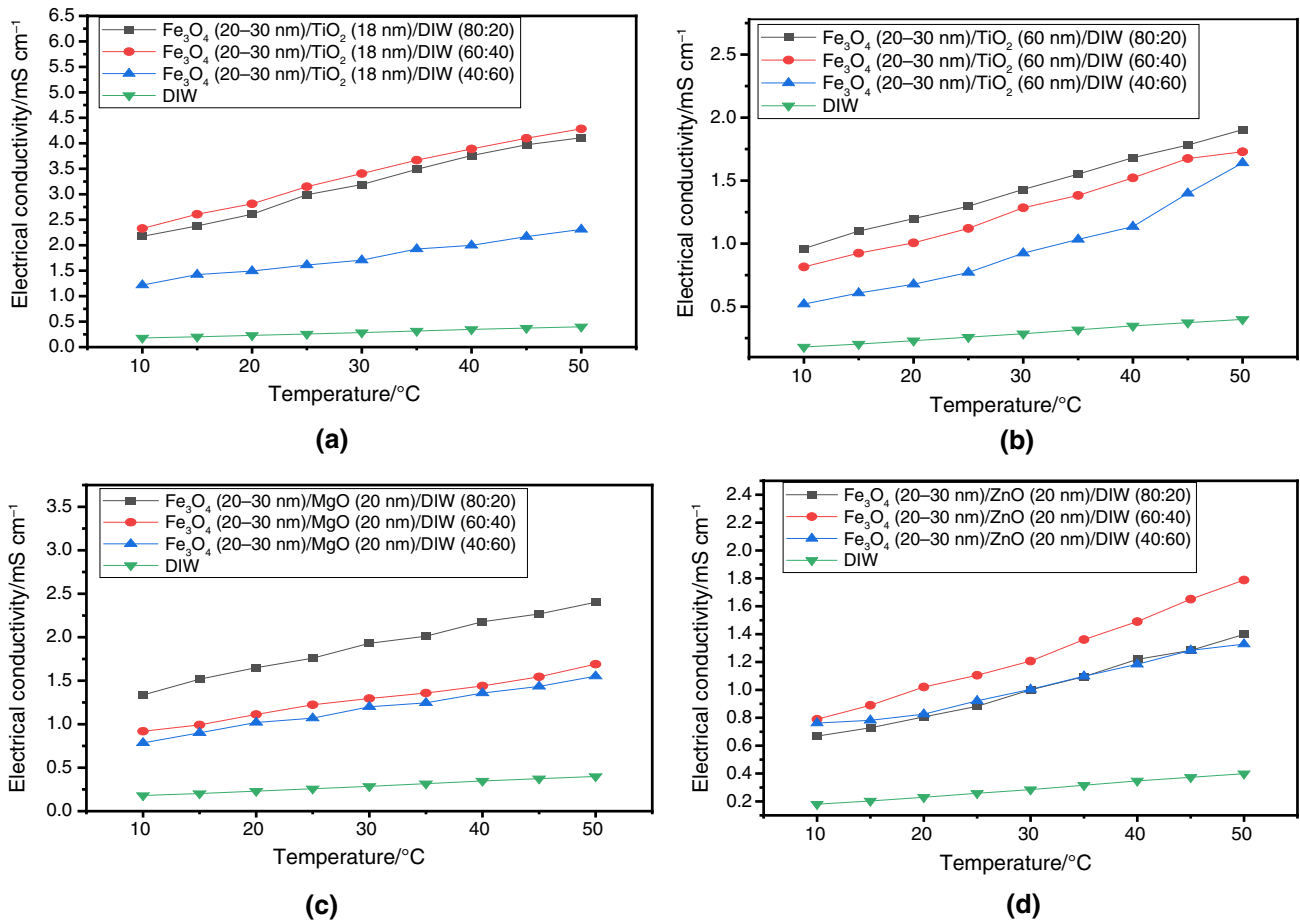 6.5
6.0
5.5
5.0
4.5
4.0
3.5
3.0
2.5
2.0
1.5
1.0
0.5
0.0
Electrical conductivity/mS cm⁻¹
Fe₃O₄ (20–30 nm)/TiO₂ (18 nm)/DIW (80:20)
Fe₃O₄ (20–30 nm)/TiO₂ (18 nm)/DIW (60:40)
Fe₃O₄ (20–30 nm)/TiO₂ (18 nm)/DIW (40:60)
DIW
10 20 30 40 50
Temperature/°C
(a)
2.5
2.0
1.5
1.0
0.5
Electrical conductivity/mS cm⁻¹
Fe₃O₄ (20–30 nm)/TiO₂ (60 nm)/DIW (80:20)
Fe₃O₄ (20–30 nm)/TiO₂ (60 nm)/DIW (60:40)
Fe₃O₄ (20–30 nm)/TiO₂ (60 nm)/DIW (40:60)
DIW
10 20 30 40 50
Temperature/°C
(b)
3.5
3.0
2.5
2.0
1.5
1.0
0.5
0.0
Electrical conductivity/mS cm⁻¹
Fe₃O₄ (20–30 nm)/MgO (20 nm)/DIW (80:20)
Fe₃O₄ (20–30 nm)/MgO (20 nm)/DIW (60:40)
Fe₃O₄ (20–30 nm)/MgO (20 nm)/DIW (40:60)
DIW
10 20 30 40 50
Temperature/°C
(c)
2.4
2.2
2.0
1.8
1.6
1.4
1.2
1.0
0.8
0.6
0.4
0.2
Electrical conductivity/mS cm⁻¹
Fe₃O₄ (20–30 nm)/ZnO (20 nm)/DIW (80:20)
Fe₃O₄ (20–30 nm)/ZnO (20 nm)/DIW (60:40)
Fe₃O₄ (20–30 nm)/ZnO (20 nm)/DIW (40:60)
DIW
10 20 30 40 50
Temperature/°C
(d)